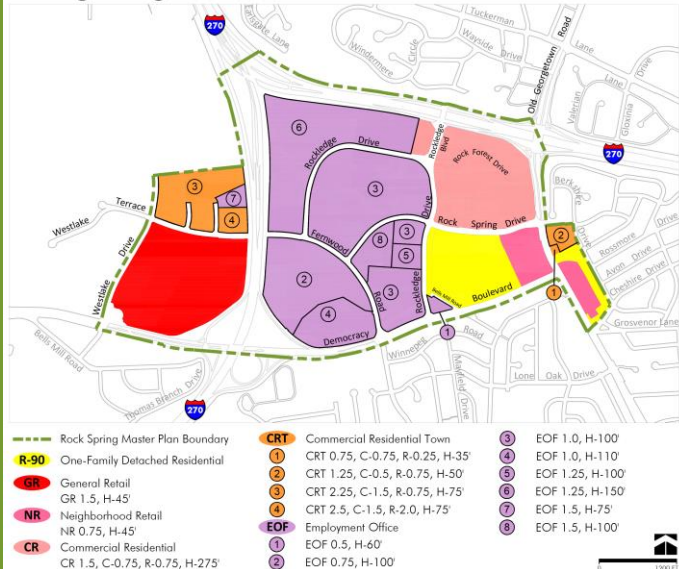 270
Earlsgate Lane
Tuckerman Lane
Windermere Circle
Wayside Drive
Old Georgetown Road
Valerian
Gloxinia
Drive
270
6
Rockledge Drive
Rockledge Blvd
Rock Forest Drive
3
7
4
3
Westlake Terrace
Rock Spring Drive
Berkshire Drive
2
Rossmore Drive
Avon Drive
Cheshire Drive
Fernwood Road
8
3
5
2
3
Rockledge Drive
4
Democracy Boulevard
Bells Mill Road
1
1
Grosvenor Lane
Westlake Drive
Bells Mill Road
Thomas Branch Drive
270
Winnepeg Road
Mayfield Drive
Lone Oak Drive
Rock Spring Master Plan Boundary
R-90 One-Family Detached Residential
GR General Retail
GR 1.5, H-45'
NR Neighborhood Retail
NR 0.75, H-45'
CR Commercial Residential
CR 1.5, C-0.75, R-0.75, H-275'
CRT Commercial Residential Town
1 CRT 0.75, C-0.75, R-0.25, H-35'
2 CRT 1.25, C-0.5, R-0.75, H-50'
3 CRT 2.25, C-1.5, R-0.75, H-75'
4 CRT 2.5, C-1.5, R-2.0, H-75'
EOF Employment Office
1 EOF 0.5, H-60'
2 EOF 0.75, H-100'
3 EOF 1.0, H-100'
4 EOF 1.0, H-110'
5 EOF 1.25, H-100'
6 EOF 1.25, H-150'
7 EOF 1.5, H-75'
8 EOF 1.5, H-100'
0